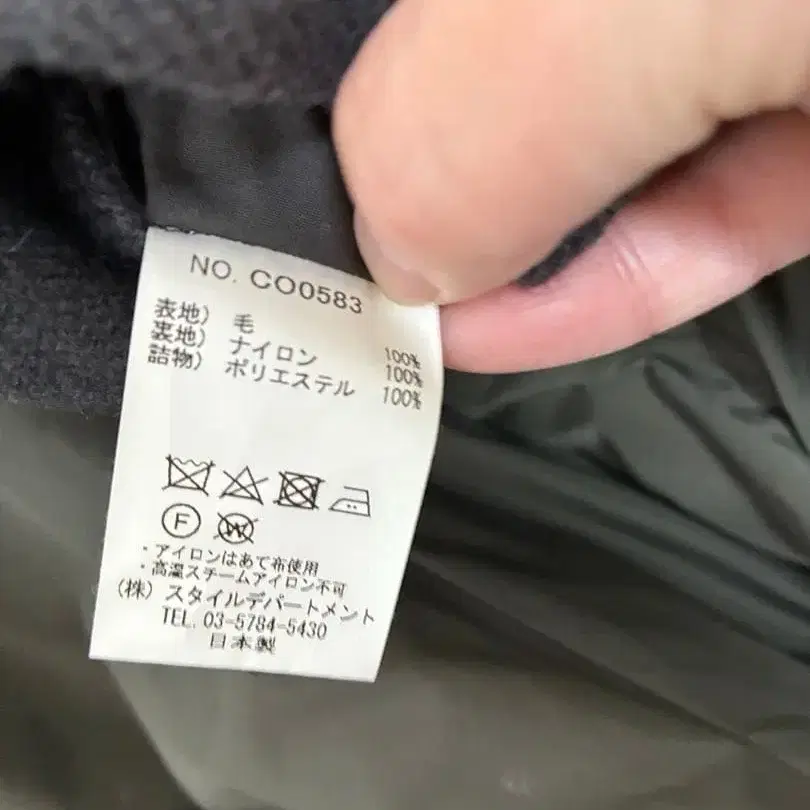 NO. CO0583
表地) 毛 100%
裏地) ナイロン 100%
詰物) ポリエステル 100%
F W
・アイロンはあて布使用
・高温スチームアイロン不可
(株) スタイルデパートメント
TEL. 03-5784-5430
日本製